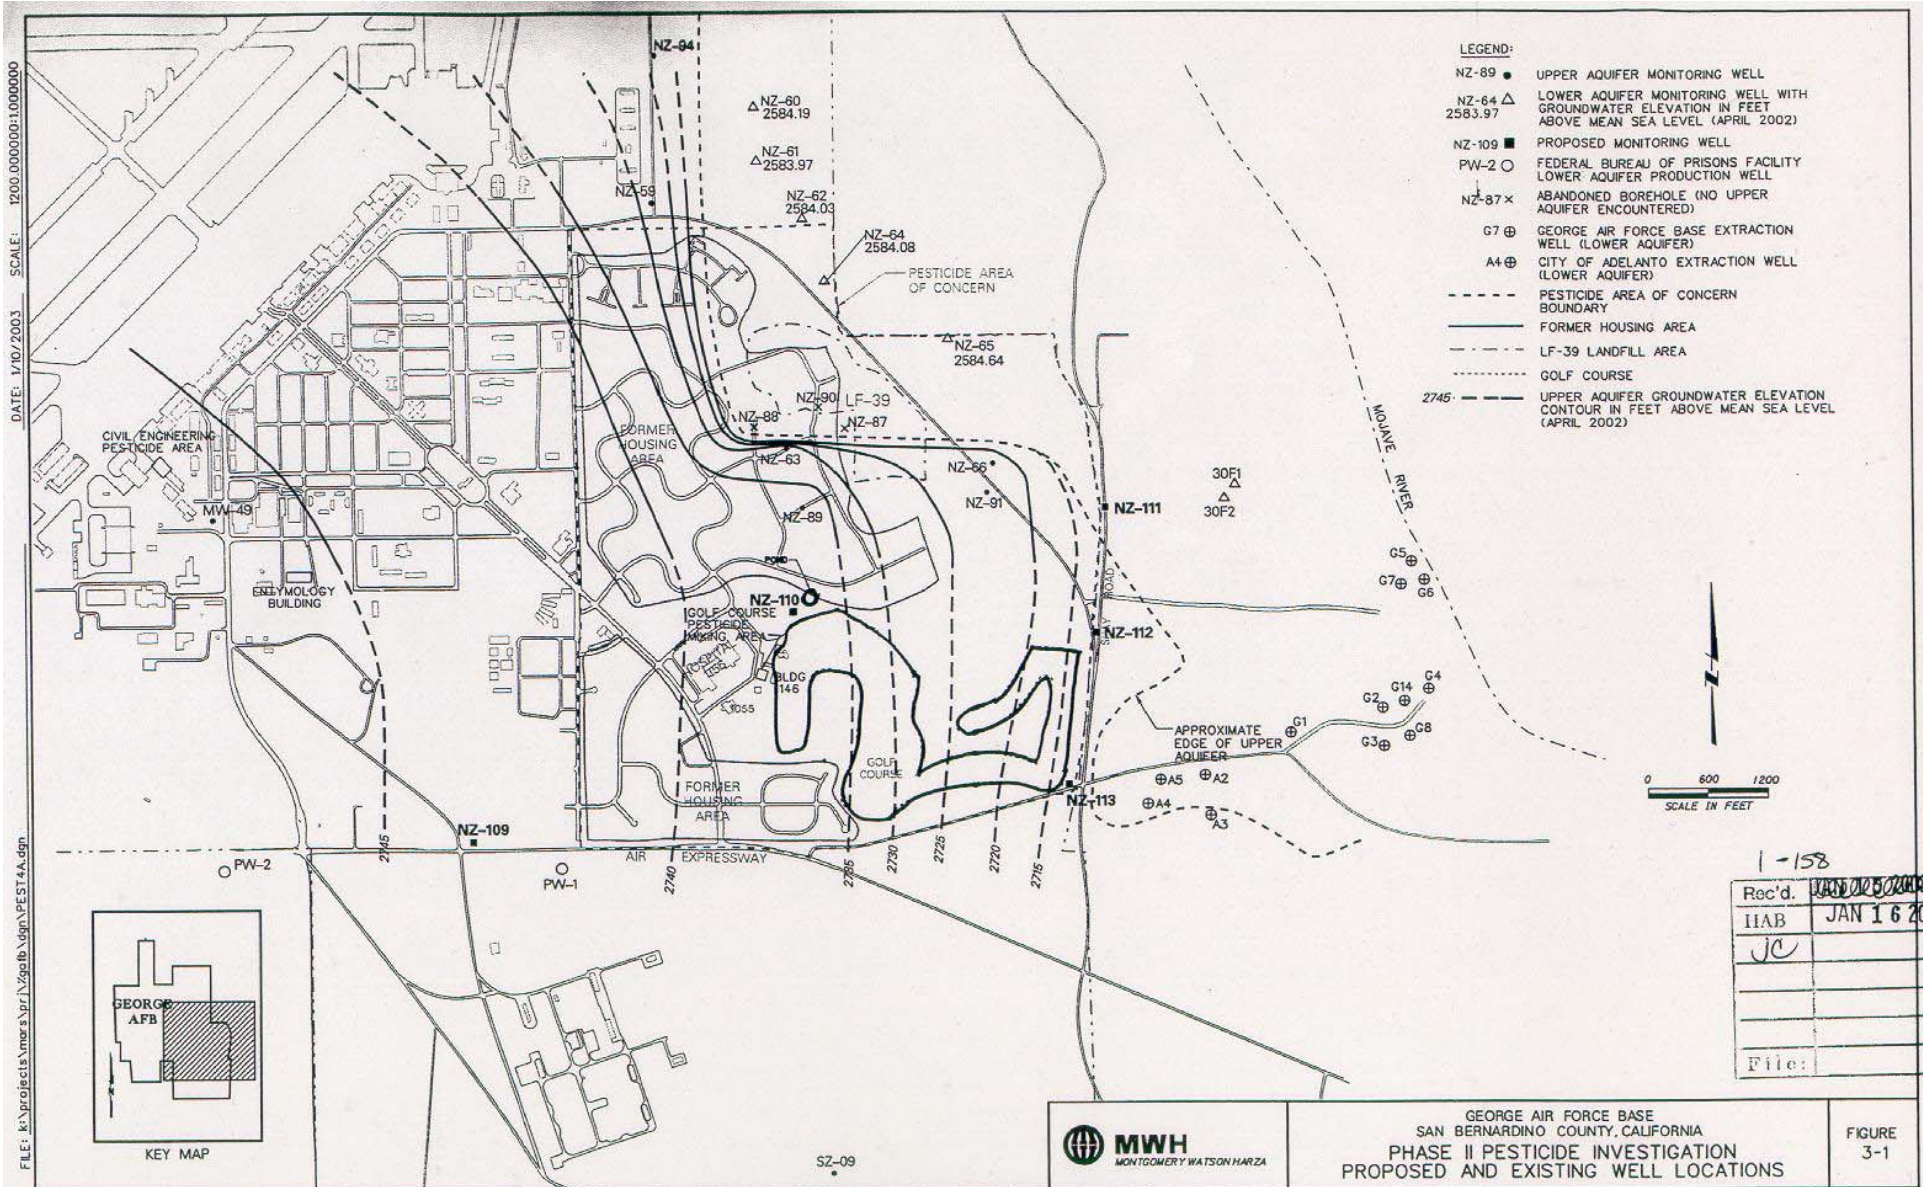 LEGEND:
NZ-89 UPPER AQUIFER MONITORING WELL
NZ-64 LOWER AQUIFER MONITORING WELL WITH
2583.97 GROUNDWATER ELEVATION IN FEET
ABOVE MEAN SEA LEVEL (APRIL 2002)
NZ-109 PROPOSED MONITORING WELL
PW-2 FEDERAL BUREAU OF PRISONS FACILITY
LOWER AQUIFER PRODUCTION WELL
NZ-87 ABANDONED BOREHOLE (NO UPPER
AQUIFER ENCOUNTERED)
G7 GEORGE AIR FORCE BASE EXTRACTION
WELL (LOWER AQUIFER)
A4 CITY OF ADELANTO EXTRACTION WELL
(LOWER AQUIFER)
PESTICIDE AREA OF CONCERN
BOUNDARY
FORMER HOUSING AREA
LF-39 LANDFILL AREA
GOLF COURSE
2745 UPPER AQUIFER GROUNDWATER ELEVATION
CONTOUR IN FEET ABOVE MEAN SEA LEVEL
(APRIL 2002)
NZ-94
NZ-60
2584.19
NZ-61
2583.97
NZ-59
NZ-62
2584.03
NZ-64
2584.08
PESTICIDE AREA
OF CONCERN
NZ-65
2584.64
NZ-90
LF-39
NZ-88
NZ-87
FORMER
HOUSING
AREA
NZ-63
NZ-66
NZ-91
NZ-89
CIVIL ENGINEERING
PESTICIDE AREA
MW-49
ENTYMOLOGY
BUILDING
30F1
30F2
MOJAVE
RIVER
NZ-111
POND
NZ-110
GOLF COURSE
PESTICIDE
MIXING AREA
HOSPITAL
1156
BLDG
146
1055
NZ-112
ROAD
G5
G7
G6
G4
G14
G2
G8
G3
G1
APPROXIMATE
EDGE OF UPPER
AQUIFER
A5
A2
A4
A3
GOLF
COURSE
FORMER
HOUSING
AREA
NZ-113
NZ-109
AIR EXPRESSWAY
PW-2
PW-1
2745
2740
2735
2730
2725
2720
2715
0 600 1200
SCALE IN FEET
N
1-158
Rec'd.
HAB JAN 16
JC
File:
GEORGE
AFB
KEY MAP
SZ-09
MWH
MONTGOMERY WATSON HARZA
GEORGE AIR FORCE BASE
SAN BERNARDINO COUNTY, CALIFORNIA
PHASE II PESTICIDE INVESTIGATION
PROPOSED AND EXISTING WELL LOCATIONS
FIGURE
3-1
FILE: k:\projects\mars\prj\%gafb\dgn\PEST4A.dgn
DATE: 1/10/2003
SCALE: 1200.000000:1.000000